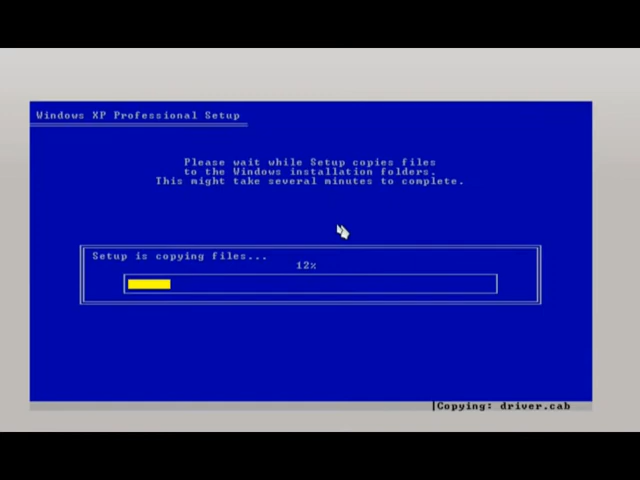 Windows XP Professional Setup
Please wait while Setup copies files
to the Windows installation folders.
This might take several minutes to complete.
Setup is copying files...
12%
Copying: driver.cab